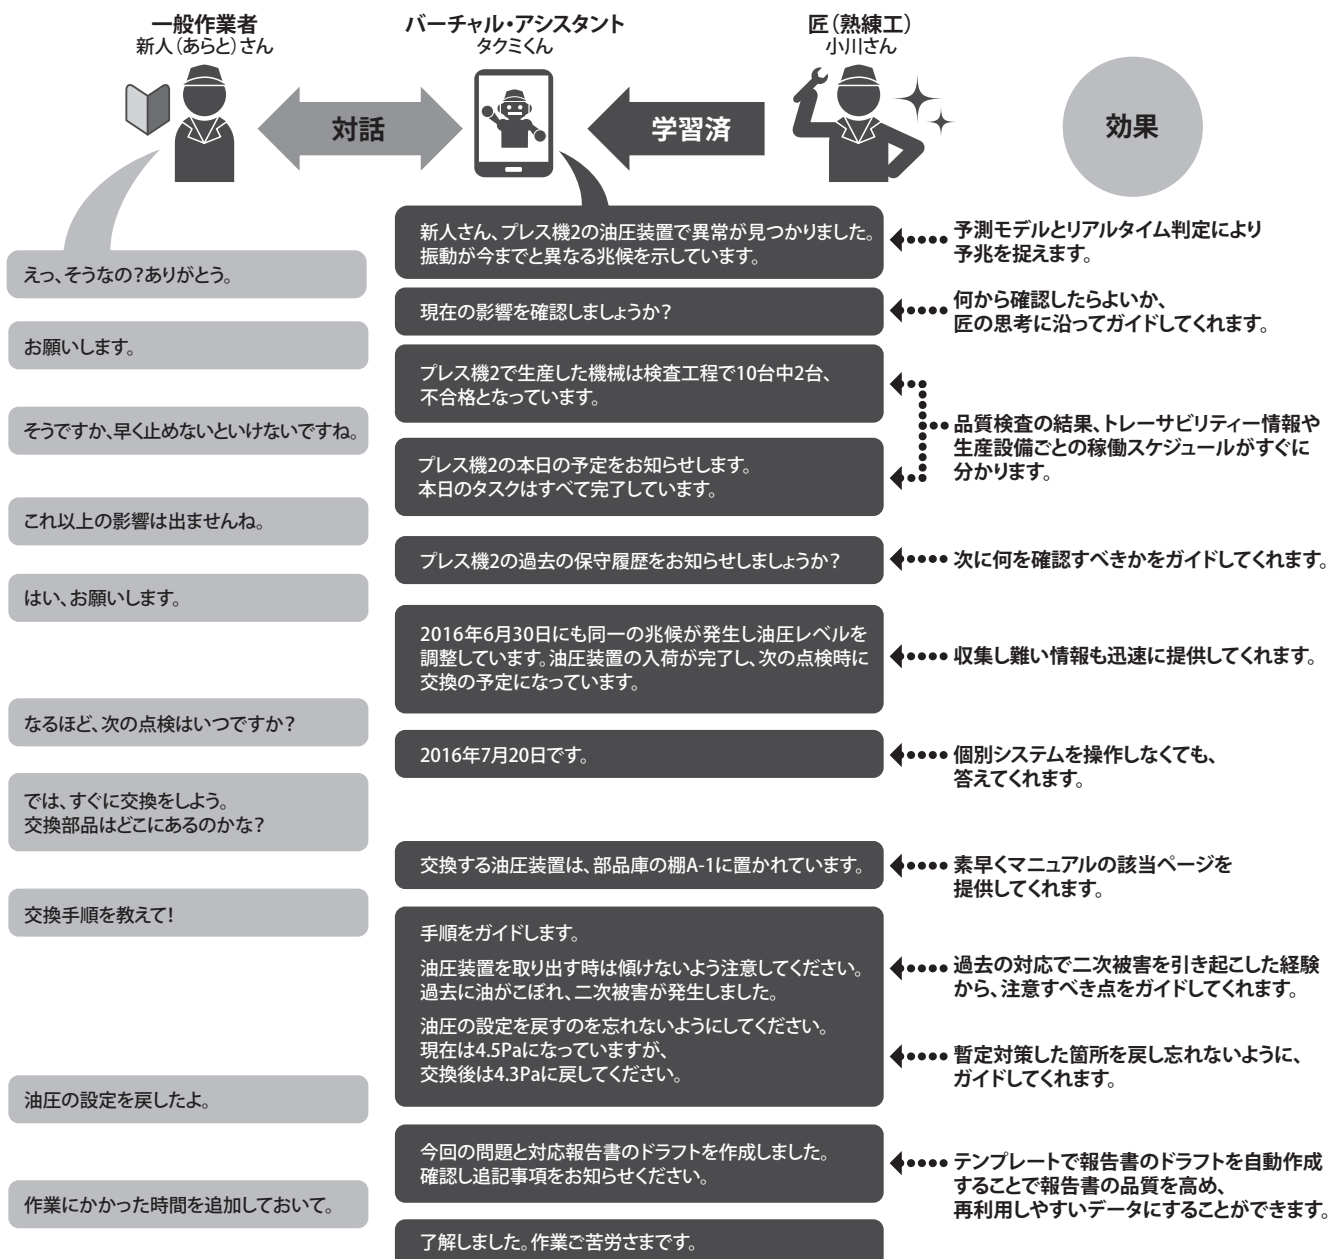 一般作業者
新人（あらと）さん
バーチャル・アシスタント
タクミくん
匠（熟練工）
小川さん
対話
学習済
効果
新人さん、プレス機2の油圧装置で異常が見つかりました。
振動が今までと異なる兆候を示しています。
予測モデルとリアルタイム判定により
予兆を捉えます。
えっ、そうなの？ありがとう。
現在の影響を確認しましょうか？
何から確認したらよいか、
匠の思考に沿ってガイドしてくれます。
お願いします。
プレス機2で生産した機械は検査工程で10台中2台、
不合格となっています。
そうですか、早く止めないといけないですね。
プレス機2の本日の予定をお知らせします。
本日のタスクはすべて完了しています。
品質検査の結果、トレーサビリティー情報や
生産設備ごとの稼働スケジュールがすぐに
分かります。
これ以上の影響は出ませんね。
プレス機2の過去の保守履歴をお知らせしましょうか？
次に何を確認すべきかをガイドしてくれます。
はい、お願いします。
2016年6月30日にも同一の兆候が発生し油圧レベルを
調整しています。油圧装置の入荷が完了し、次の点検時に
交換の予定になっています。
収集し難い情報も迅速に提供してくれます。
なるほど、次の点検はいつですか？
2016年7月20日です。
個別システムを操作しなくても、
答えてくれます。
では、すぐに交換をしよう。
交換部品はどこにあるのかな？
交換する油圧装置は、部品庫の棚A-1に置かれています。
素早くマニュアルの該当ページを
提供してくれます。
交換手順を教えて！
手順をガイドします。
油圧装置を取り出す時は傾けないよう注意してください。
過去に油がこぼれ、二次被害が発生しました。
過去の対応で二次被害を引き起こした経験
から、注意すべき点をガイドしてくれます。
油圧の設定を戻すのを忘れないようにしてください。
現在は4.5Paになっていますが、
交換後は4.3Paに戻してください。
暫定対策した箇所を戻し忘れないように、
ガイドしてくれます。
油圧の設定を戻したよ。
今回の問題と対応報告書のドラフトを作成しました。
確認し追記事項をお知らせください。
テンプレートで報告書のドラフトを自動作成
することで報告書の品質を高め、
再利用しやすいデータにすることができます。
作業にかかった時間を追加しておいて。
了解しました。作業ご苦労さまです。